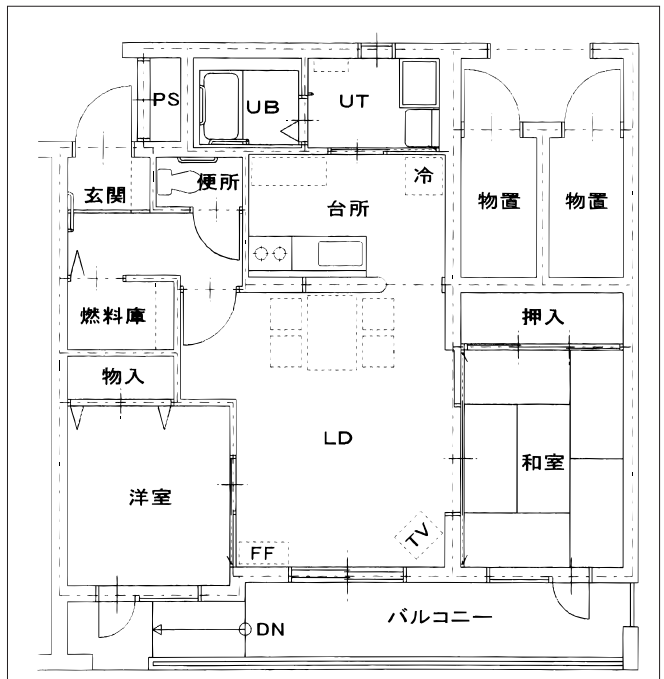 PS
UB
UT
玄関
便所
台所
冷
物置
物置
燃料庫
押入
物入
LD
和室
洋室
FF
TV
DN
バルコニー